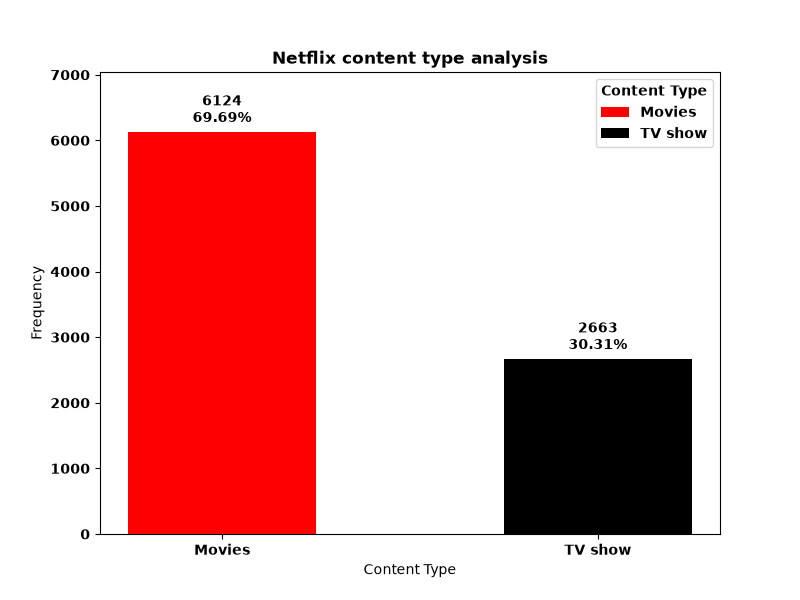 Netflix content type analysis
7000
6000
5000
4000
3000
2000
1000
0
Frequency
6124
69.69%
2663
30.31%
Content Type
Movies
TV show
Movies
TV show
Content Type